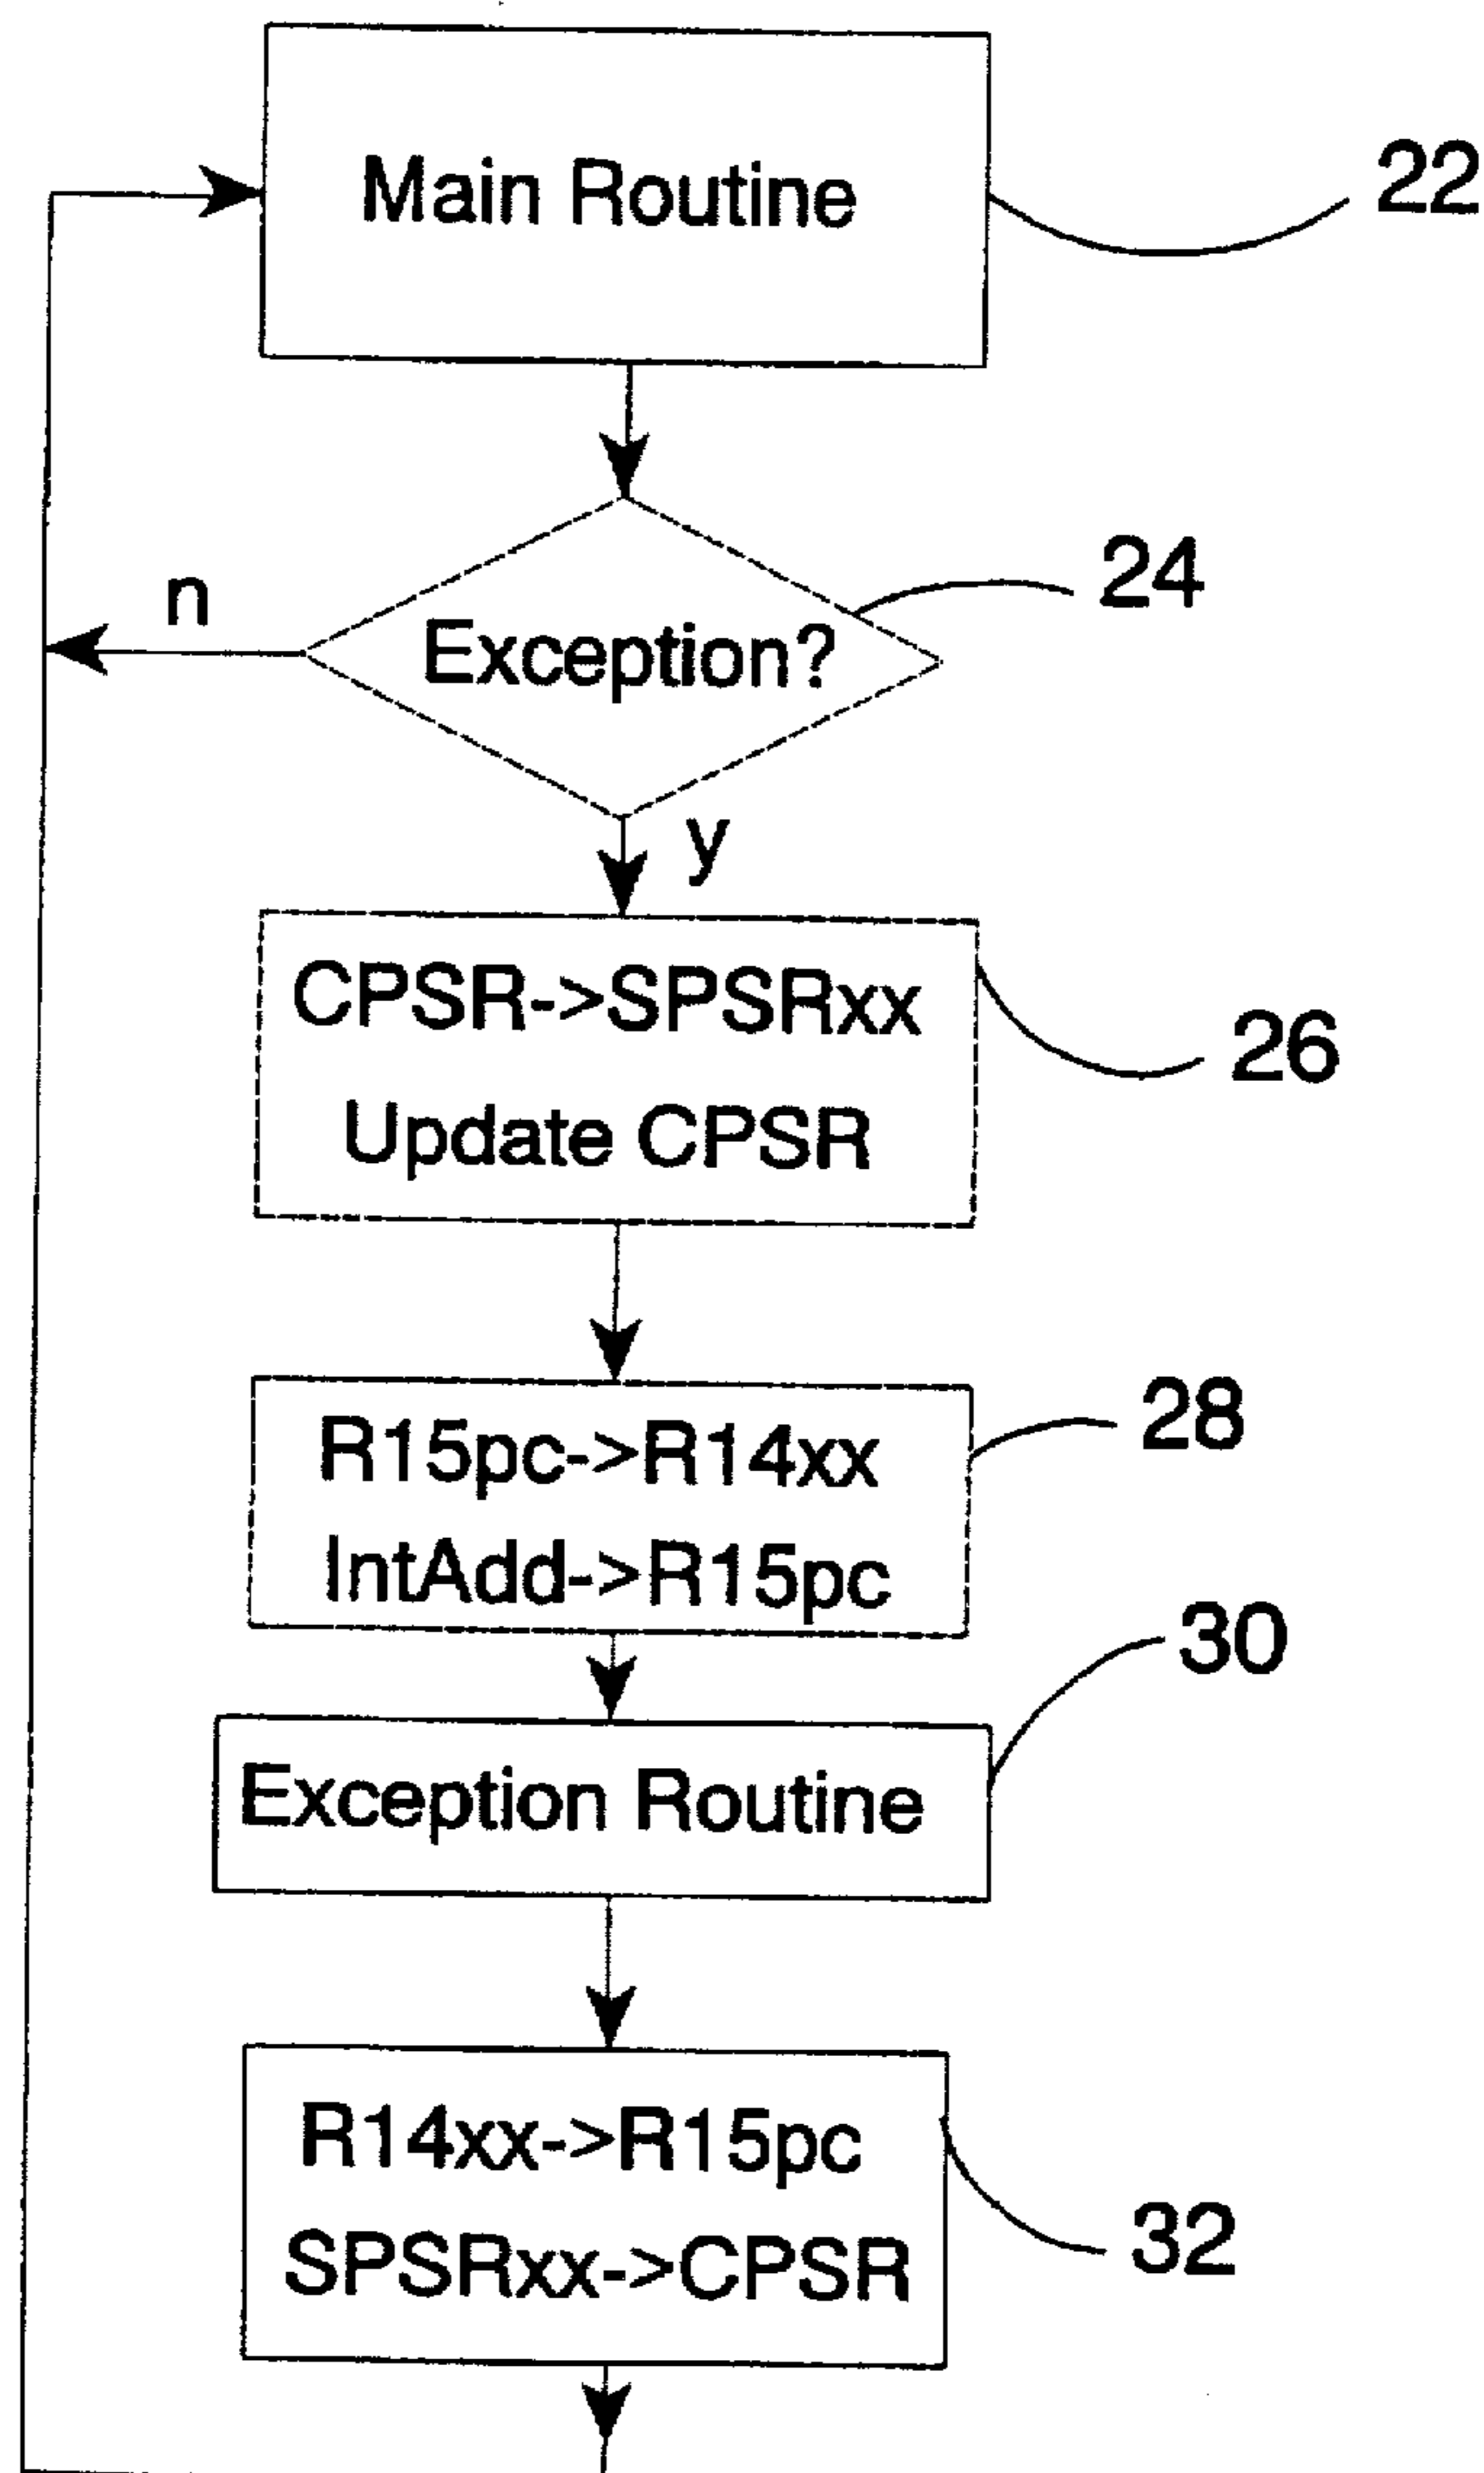 Main Routine
22
24
n
Exception?
y
CPSR->SPSRxx
26
Update CPSR
R15pc->R14xx
28
IntAdd->R15pc
30
Exception Routine
R14xx->R15pc
32
SPSRxx->CPSR